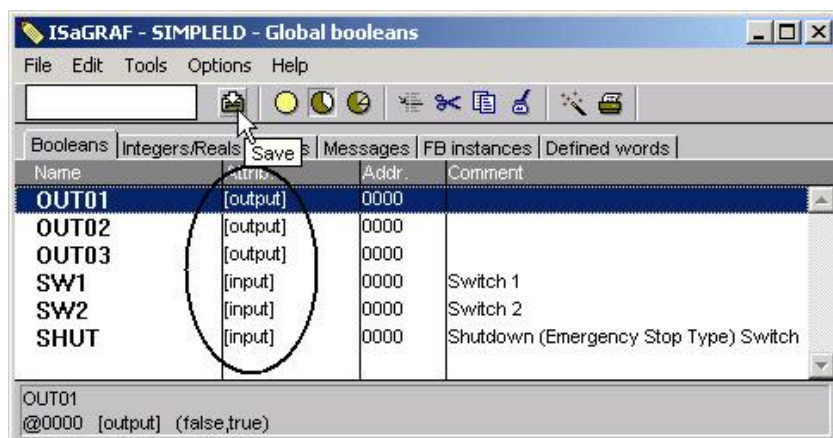 ISaGRAF - SIMPLELD - Global booleans
File Edit Tools Options Help
Booleans Integers/Reals Messages FB instances Defined words
Save
Name Attrib. Addr. Comment
OUT01 [output] 0000
OUT02 [output] 0000
OUT03 [output] 0000
SW1 [input] 0000 Switch 1
SW2 [input] 0000 Switch 2
SHUT [input] 0000 Shutdown (Emergency Stop Type) Switch
OUT01
@0000 [output] (false,true)